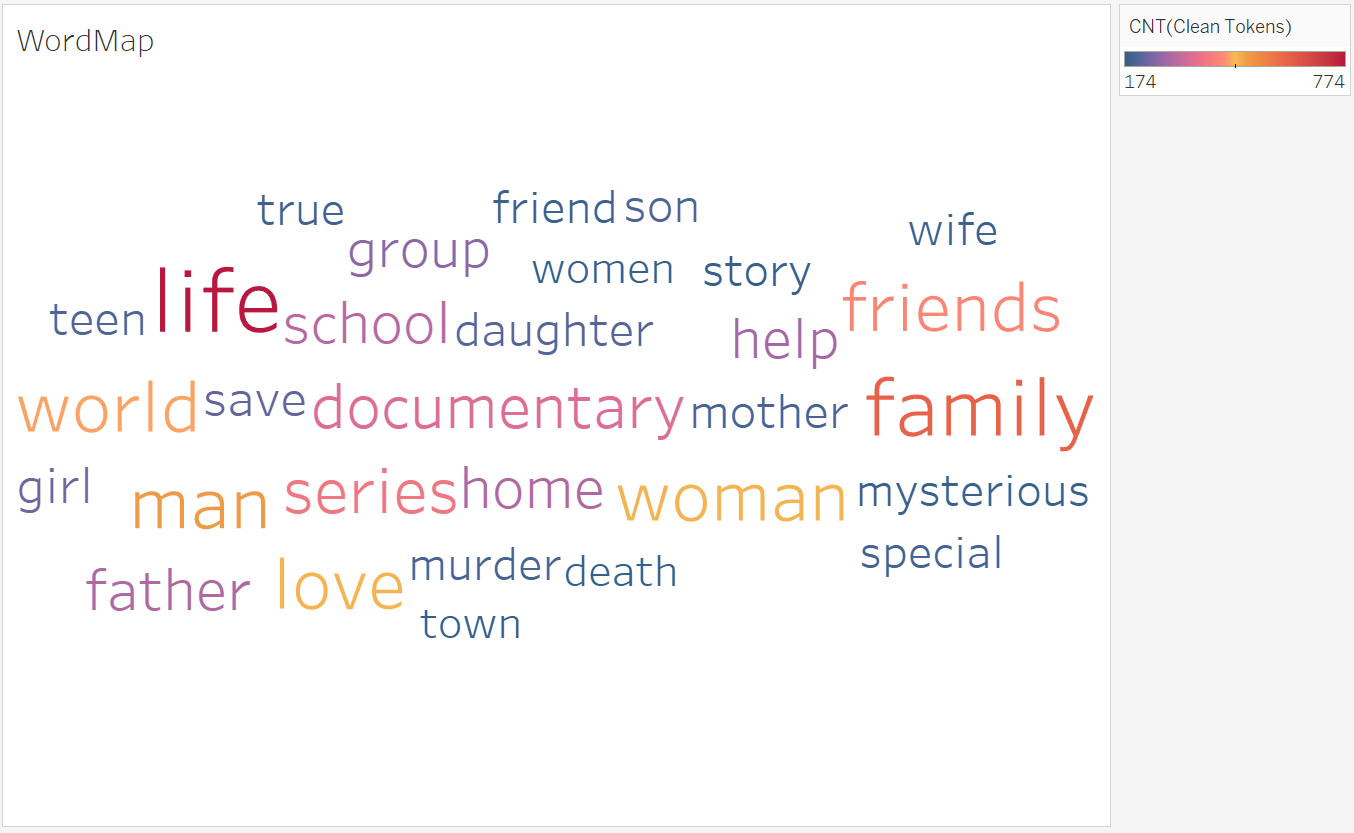 WordMap
CNT(Clean Tokens)
174 774
true friend son wife
group women story
teen life school daughter help friends
world save documentary mother family
girl man series home woman mysterious
father love murder death special
town